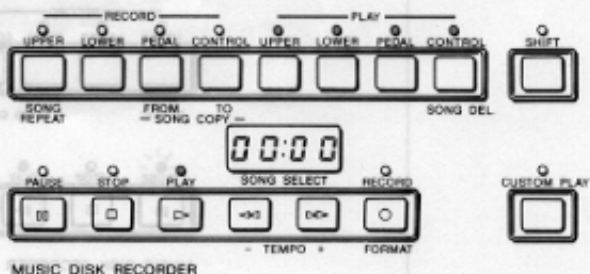 RECORD PLAY
UPPER LOWER PEDAL CONTROL UPPER LOWER PEDAL CONTROL SHIFT
SONG REPEAT FROM TO SONG DEL.
SONG COPY
00:00
PAUSE STOP PLAY SONG SELECT RECORD CUSTOM PLAY
- TEMPO + FORMAT
MUSIC DISK RECORDER